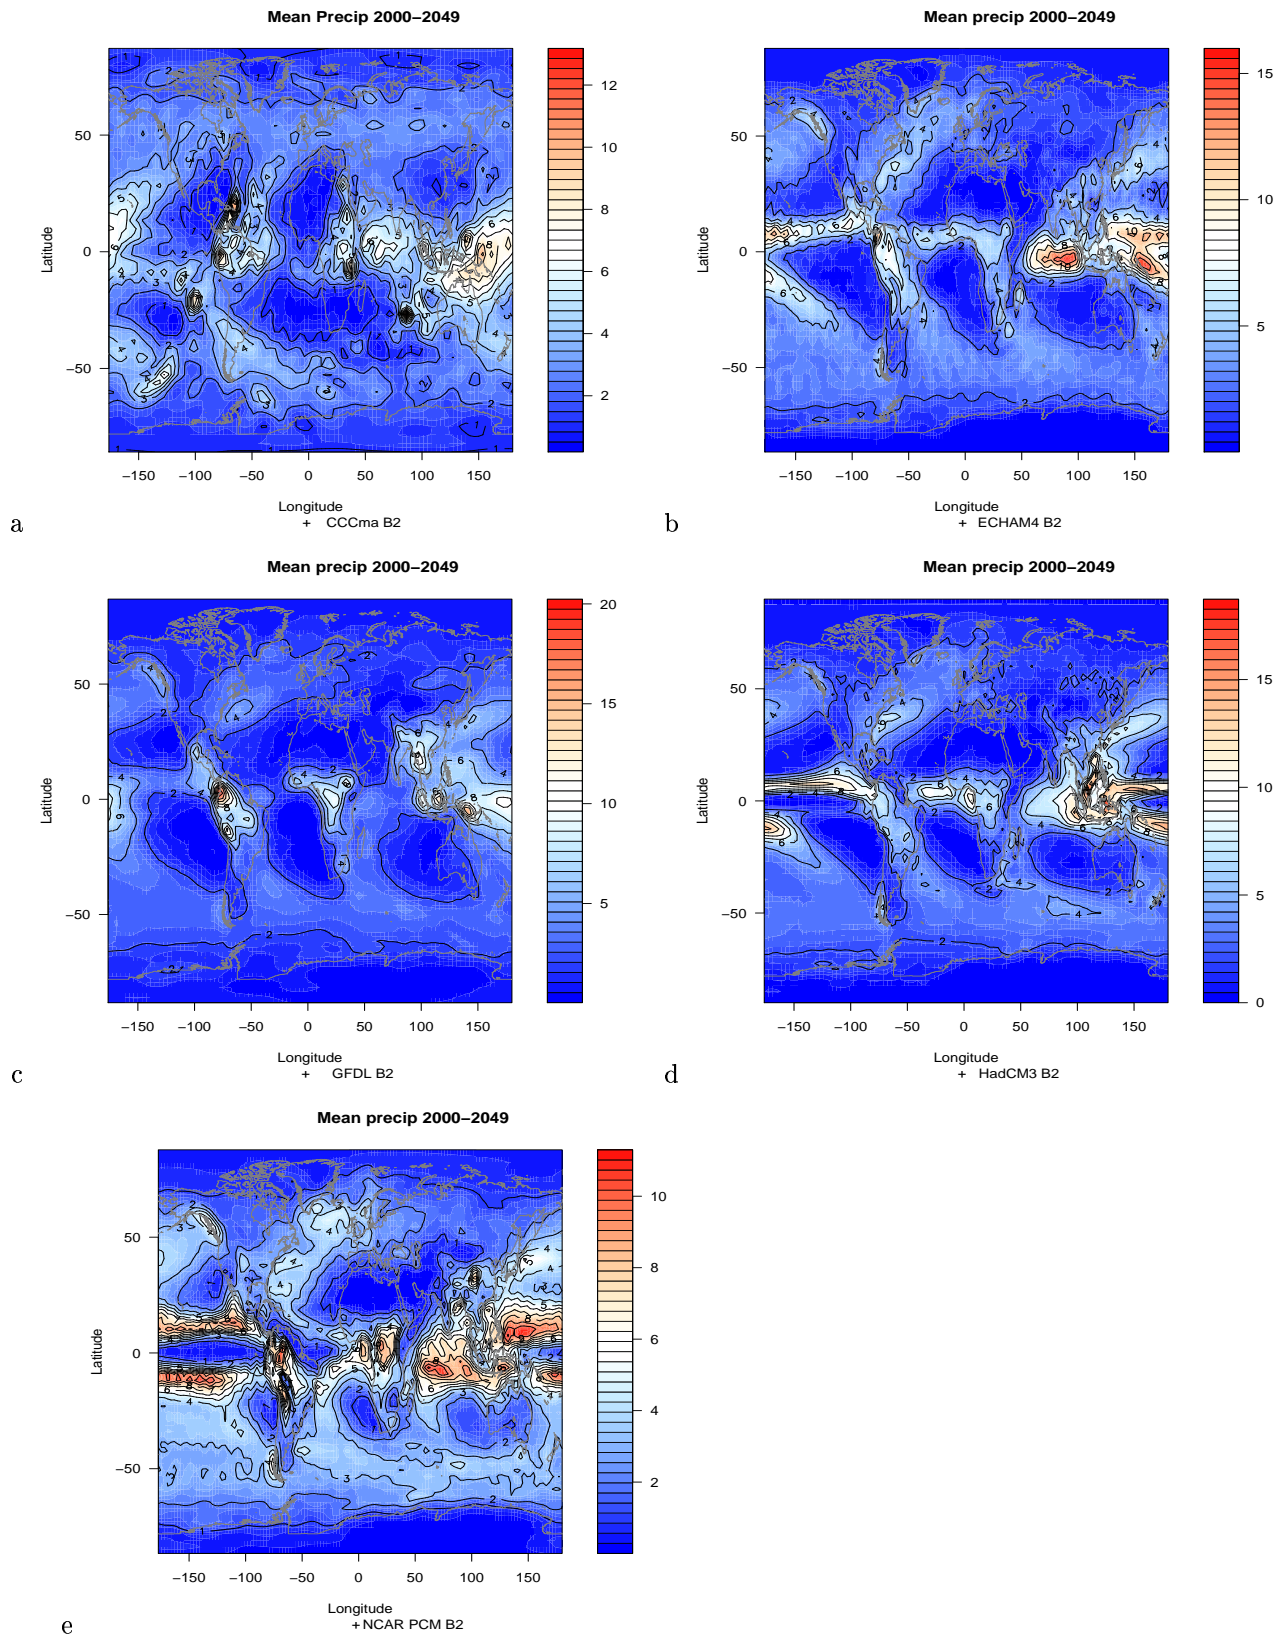 Mean Precip 2000−2049
12
10
8
6
4
2
50
0
−50
Latitude
−150 −100 −50 0 50 100 150
Longitude
+ CCCma B2
a
Mean precip 2000−2049
15
10
5
50
0
−50
Latitude
−150 −100 −50 0 50 100 150
Longitude
+ ECHAM4 B2
b
Mean precip 2000−2049
20
15
10
5
50
0
−50
Latitude
−150 −100 −50 0 50 100 150
Longitude
+ GFDL B2
c
Mean precip 2000−2049
15
10
5
0
50
0
−50
Latitude
−150 −100 −50 0 50 100 150
Longitude
+ HadCM3 B2
d
Mean precip 2000−2049
10
8
6
4
2
50
0
−50
Latitude
−150 −100 −50 0 50 100 150
Longitude
+ NCAR PCM B2
e